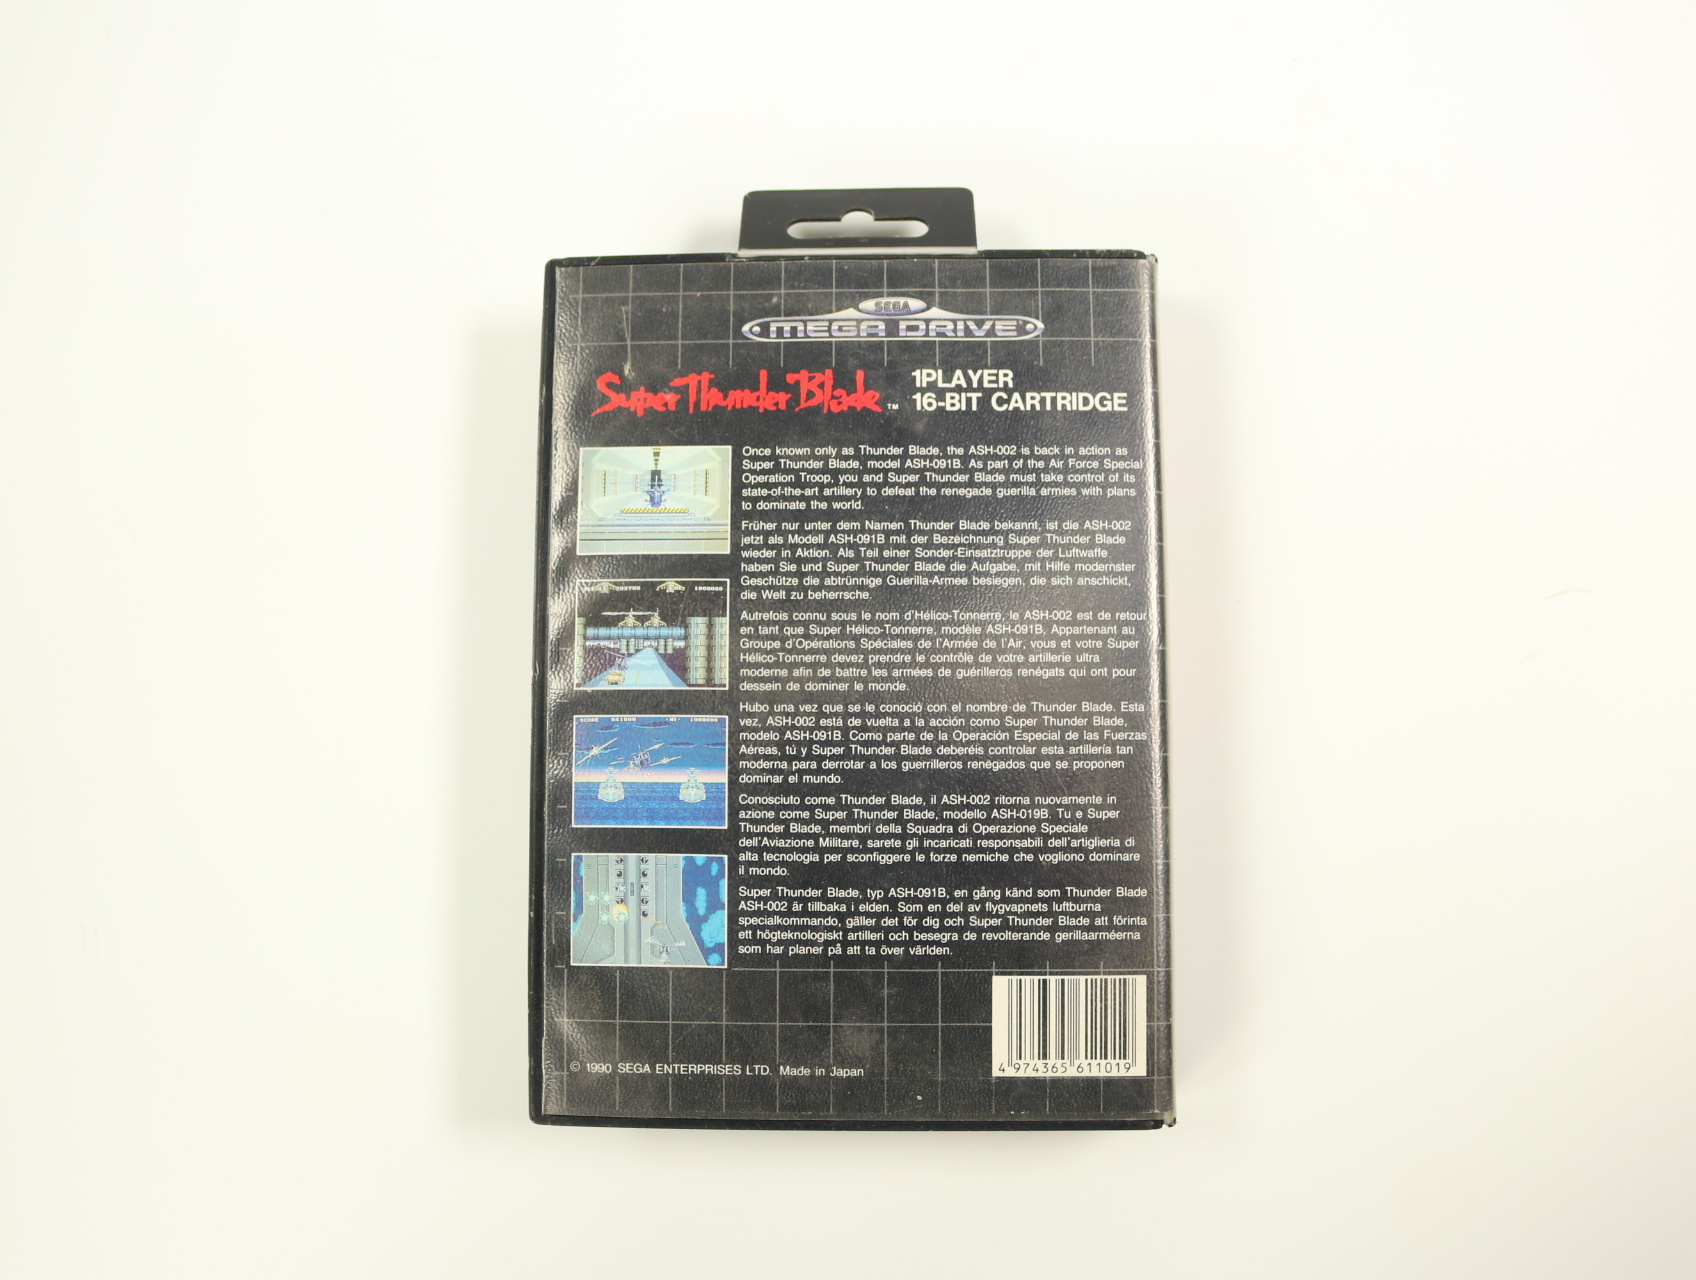 SEGA
MEGA DRIVE
Super Thunder Blade™
1PLAYER
16-BIT CARTRIDGE
Once known only as Thunder Blade, the ASH-002 is back in action as
Super Thunder Blade, model ASH-091B. As part of the Air Force Special
Operation Troop, you and Super Thunder Blade must take control of its
state-of-the-art artillery to defeat the renegade guerilla armies with plans
to dominate the world.
Früher nur unter dem Namen Thunder Blade bekannt, ist die ASH-002
jetzt als Modell ASH-091B mit der Bezeichnung Super Thunder Blade
wieder in Aktion. Als Teil einer Sonder-Einsatztruppe der Luftwaffe
haben Sie und Super Thunder Blade die Aufgabe, mit Hilfe modernster
Geschütze die abtrünnige Guerilla-Armee besiegen, die sich anschickt,
die Welt zu beherrsche.
Autrefois connu sous le nom d'Hélico-Tonnerre, le ASH-002 est de retour
en tant que Super Hélico-Tonnerre, modèle ASH-091B, Appartenant au
Groupe d'Opérations Spéciales de l'Armée de l'Air, vous et votre Super
Hélico-Tonnerre devez prendre le contrôle de votre artillerie ultra
moderne afin de battre les armées de guérilleros renégats qui ont pour
dessein de dominer le monde.
Hubo una vez que se le conoció con el nombre de Thunder Blade. Esta
vez, ASH-002 está de vuelta a la acción como Super Thunder Blade,
modelo ASH-091B. Como parte de la Operación Especial de las Fuerzas
Aéreas, tú y Super Thunder Blade deberéis controlar esta artillería tan
moderna para derrotar a los guerrilleros renegados que se proponen
dominar el mundo.
Conosciuto come Thunder Blade, il ASH-002 ritorna nuovamente in
azione come Super Thunder Blade, modello ASH-019B. Tu e Super
Thunder Blade, membri della Squadra di Operazione Speciale
dell'Aviazione Militare, sarete gli incaricati responsabili dell'artiglieria di
alta tecnologia per sconfiggere le forze nemiche che vogliono dominare
il mondo.
Super Thunder Blade, typ ASH-091B, en gång känd som Thunder Blade
ASH-002 är tillbaka i elden. Som en del av flygvapnets luftburna
specialkommando, gäller det för dig och Super Thunder Blade att förinta
ett högteknologiskt artilleri och besegra de revolterande gerillaarméerna
som har planer på att ta över världen.
HI 1000000
SCORE 041900 HI 1000000
© 1990 SEGA ENTERPRISES LTD. Made in Japan
4 974365 611019